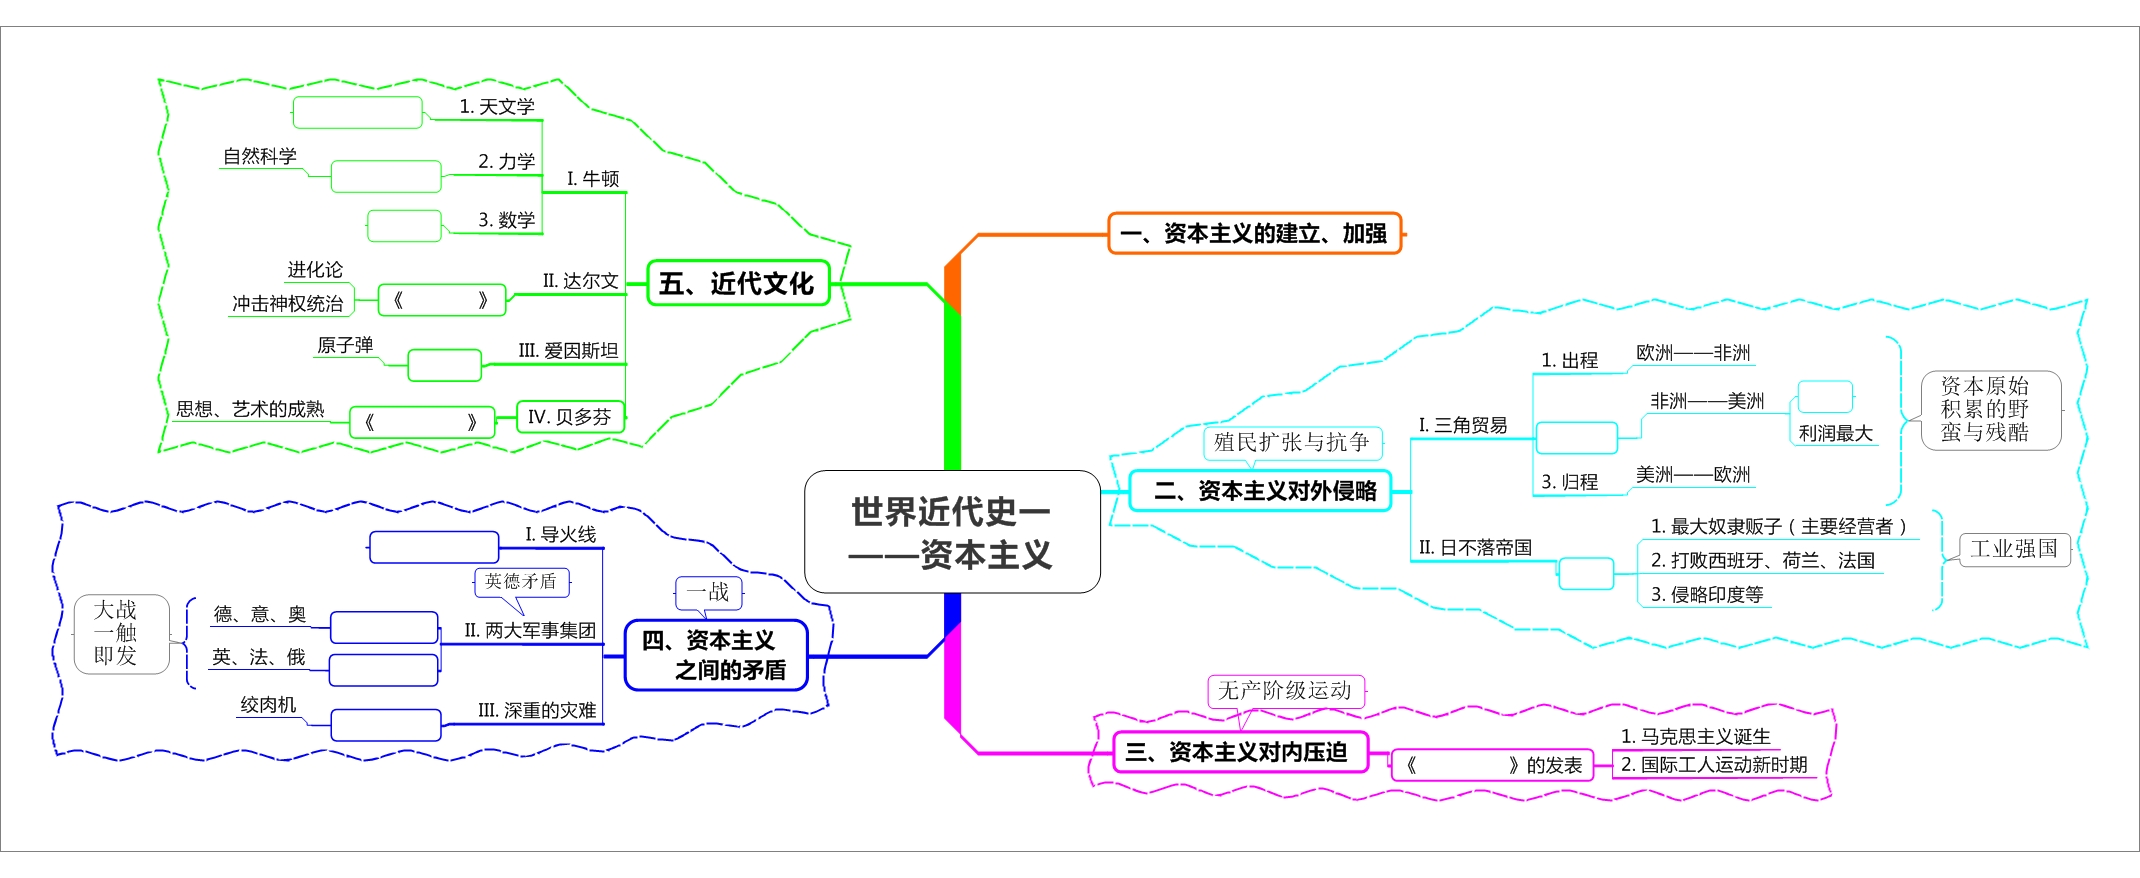 世界近代史一
——资本主义
一、资本主义的建立、加强
殖民扩张与抗争
二、资本主义对外侵略
I. 三角贸易
1. 出程
欧洲——非洲
非洲——美洲
利润最大
3. 归程
美洲——欧洲
资本原始
积累的野
蛮与残酷
II. 日不落帝国
1. 最大奴隶贩子（主要经营者）
2. 打败西班牙、荷兰、法国
3. 侵略印度等
工业强国
无产阶级运动
三、资本主义对内压迫
《 》的发表
1. 马克思主义诞生
2. 国际工人运动新时期
一战
四、资本主义
之间的矛盾
I. 导火线
英德矛盾
II. 两大军事集团
德、意、奥
英、法、俄
大战
一触
即发
III. 深重的灾难
绞肉机
五、近代文化
I. 牛顿
1. 天文学
2. 力学
自然科学
3. 数学
II. 达尔文
《 》
进化论
冲击神权统治
III. 爱因斯坦
原子弹
IV. 贝多芬
《 》
思想、艺术的成熟